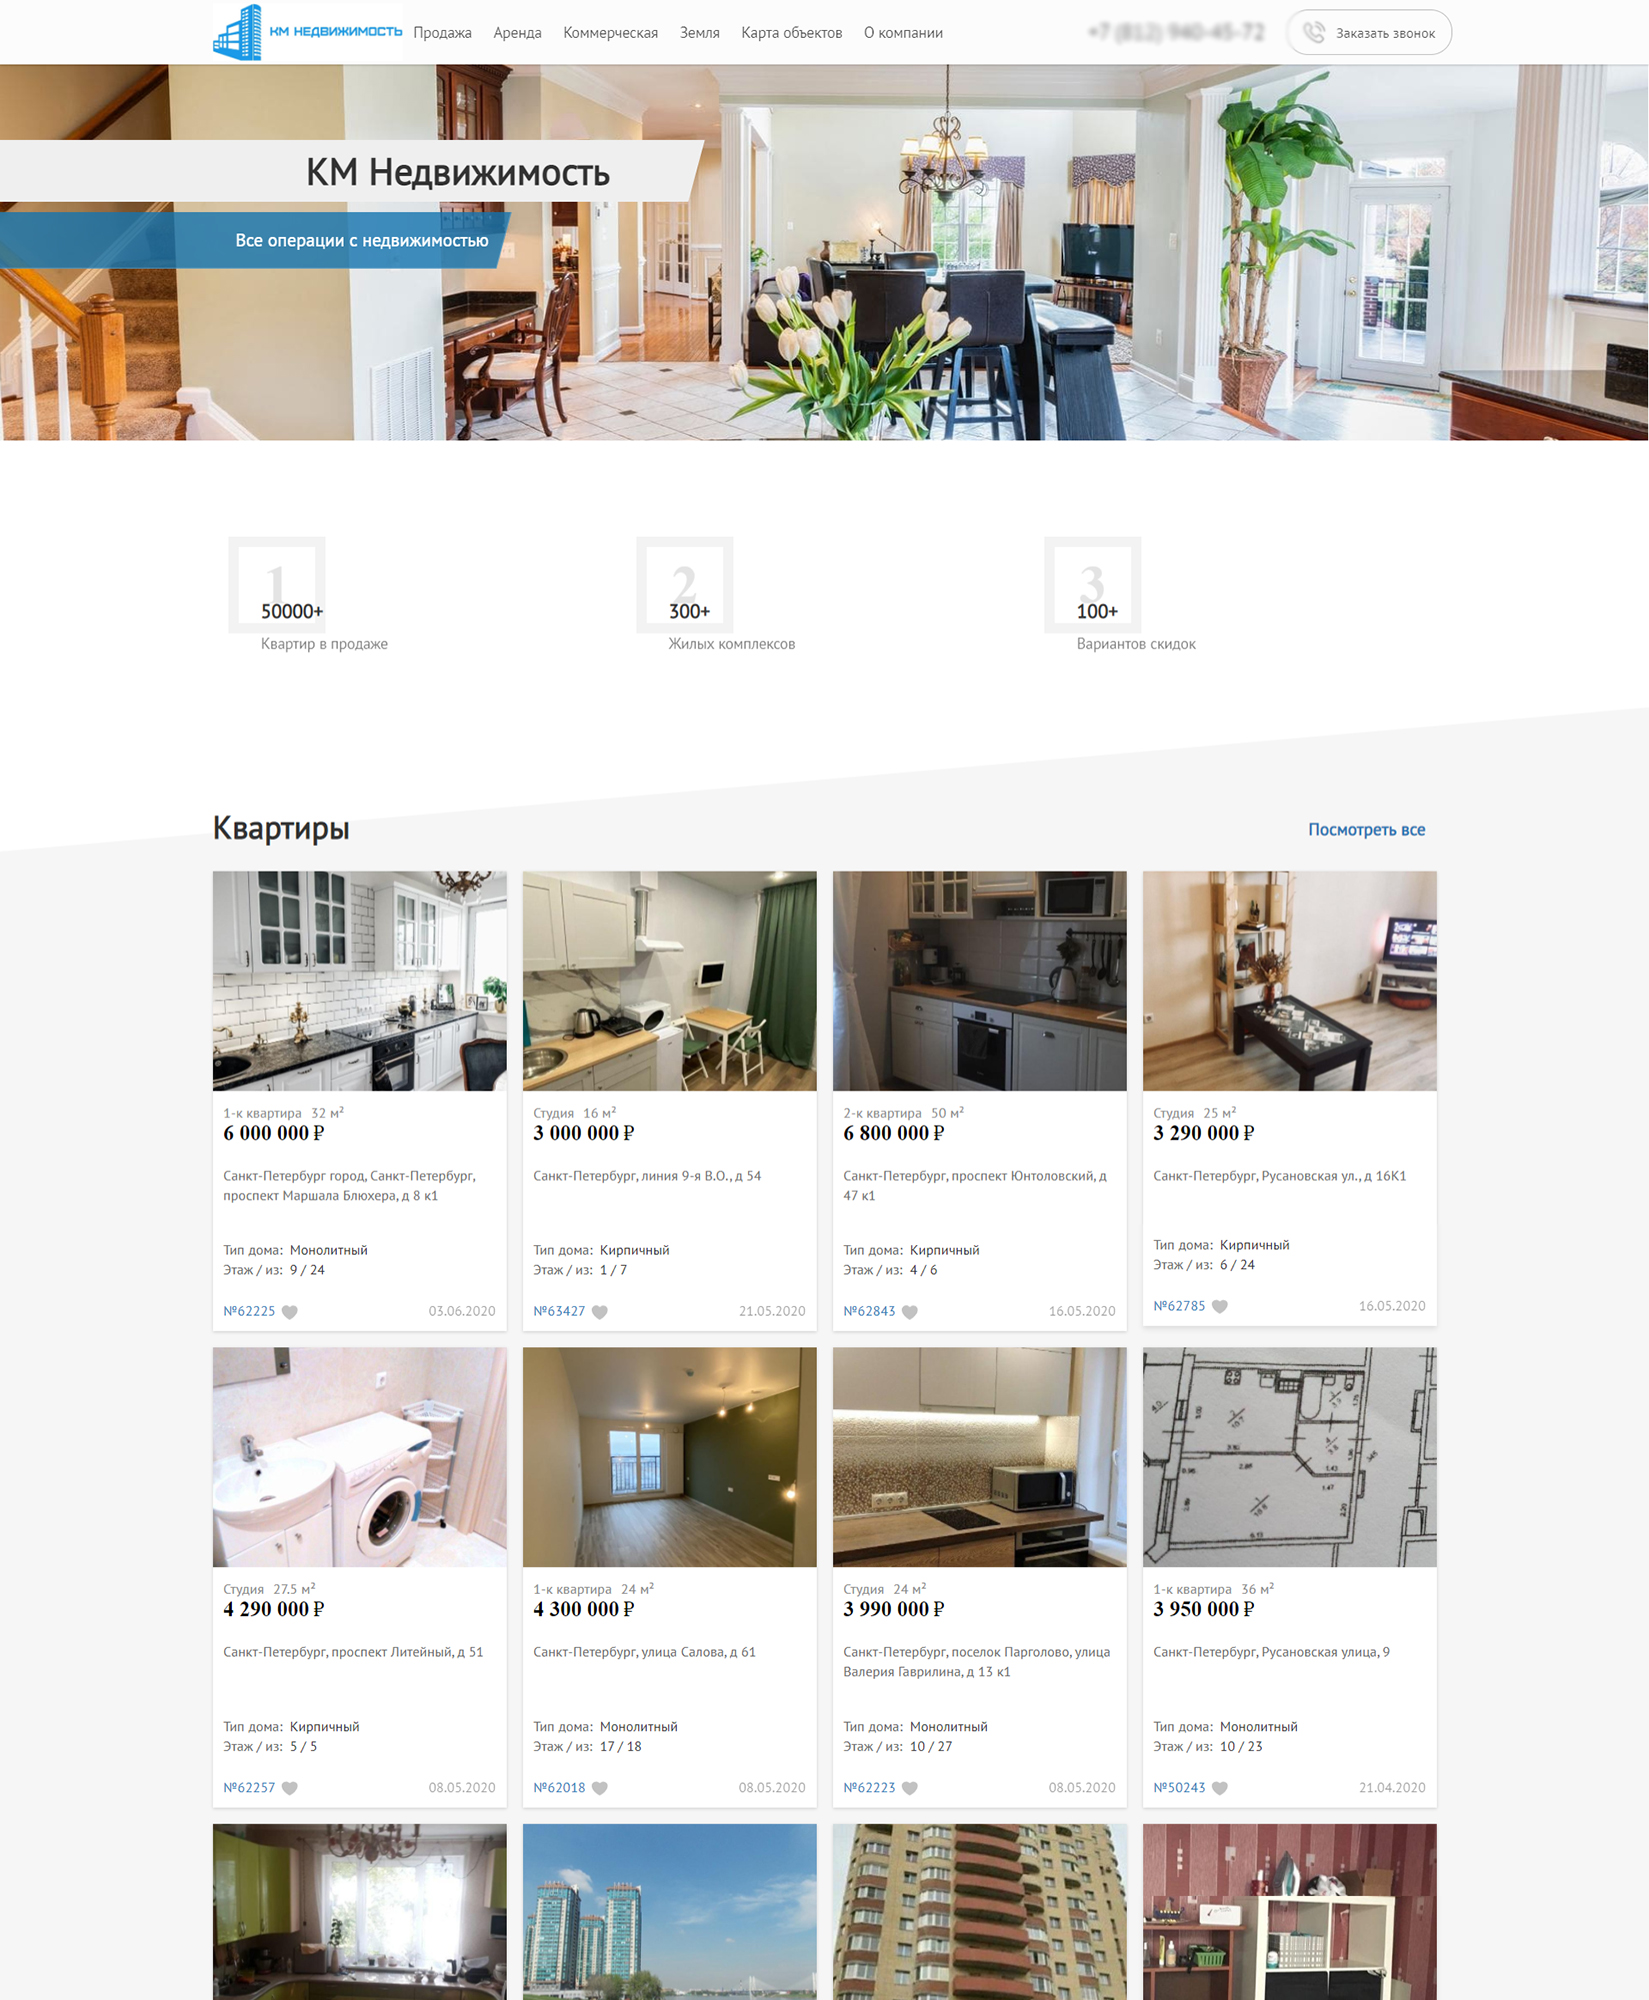 КМ НЕДВИЖИМОСТЬ
Продажа Аренда Коммерческая Земля Карта объектов О компании
Заказать звонок
КМ Недвижимость
Все операции с недвижимостью
1 2 3
50000+ 300+ 100+
Квартир в продаже Жилых комплексов Вариантов скидок
Квартиры Посмотреть все
1-к квартира 32 м²
6 000 000 ₽
Санкт-Петербург город, Санкт-Петербург,
проспект Маршала Блюхера, д 8 к1
Тип дома: Монолитный
Этаж / из: 9 / 24
№62225 03.06.2020
Студия 16 м²
3 000 000 ₽
Санкт-Петербург, линия 9-я В.О., д 54
Тип дома: Кирпичный
Этаж / из: 1 / 7
№63427 21.05.2020
2-к квартира 50 м²
6 800 000 ₽
Санкт-Петербург, проспект Юнтоловский, д
47 к1
Тип дома: Кирпичный
Этаж / из: 4 / 6
№62843 16.05.2020
Студия 25 м²
3 290 000 ₽
Санкт-Петербург, Русановская ул., д 16К1
Тип дома: Кирпичный
Этаж / из: 6 / 24
№62785 16.05.2020
Студия 27.5 м²
4 290 000 ₽
Санкт-Петербург, проспект Литейный, д 51
Тип дома: Кирпичный
Этаж / из: 5 / 5
№62257 08.05.2020
1-к квартира 24 м²
4 300 000 ₽
Санкт-Петербург, улица Салова, д 61
Тип дома: Монолитный
Этаж / из: 17 / 18
№62018 08.05.2020
Студия 24 м²
3 990 000 ₽
Санкт-Петербург, поселок Парголово, улица
Валерия Гаврилина, д 13 к1
Тип дома: Монолитный
Этаж / из: 10 / 27
№62223 08.05.2020
1-к квартира 36 м²
3 950 000 ₽
Санкт-Петербург, Русановская улица, 9
Тип дома: Монолитный
Этаж / из: 10 / 23
№50243 21.04.2020